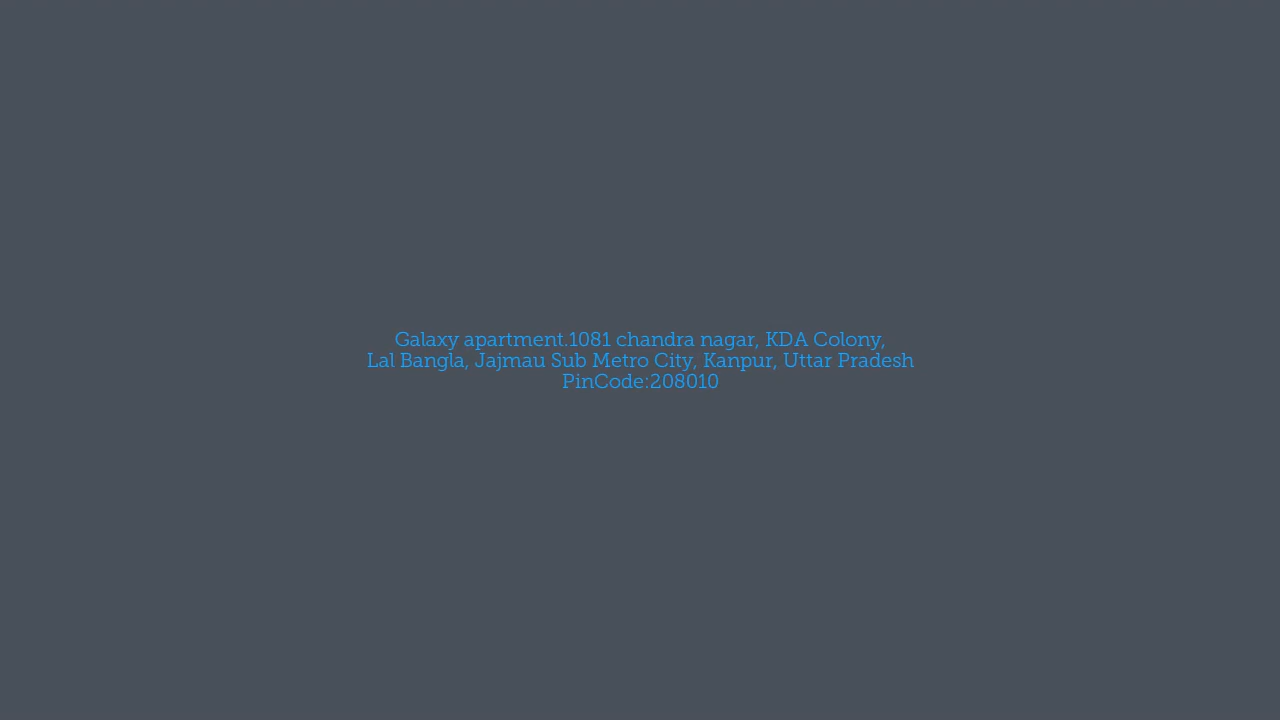 Galaxy apartment.1081 chandra nagar, KDA Colony,
Lal Bangla, Jajmau Sub Metro City, Kanpur, Uttar Pradesh
PinCode:208010